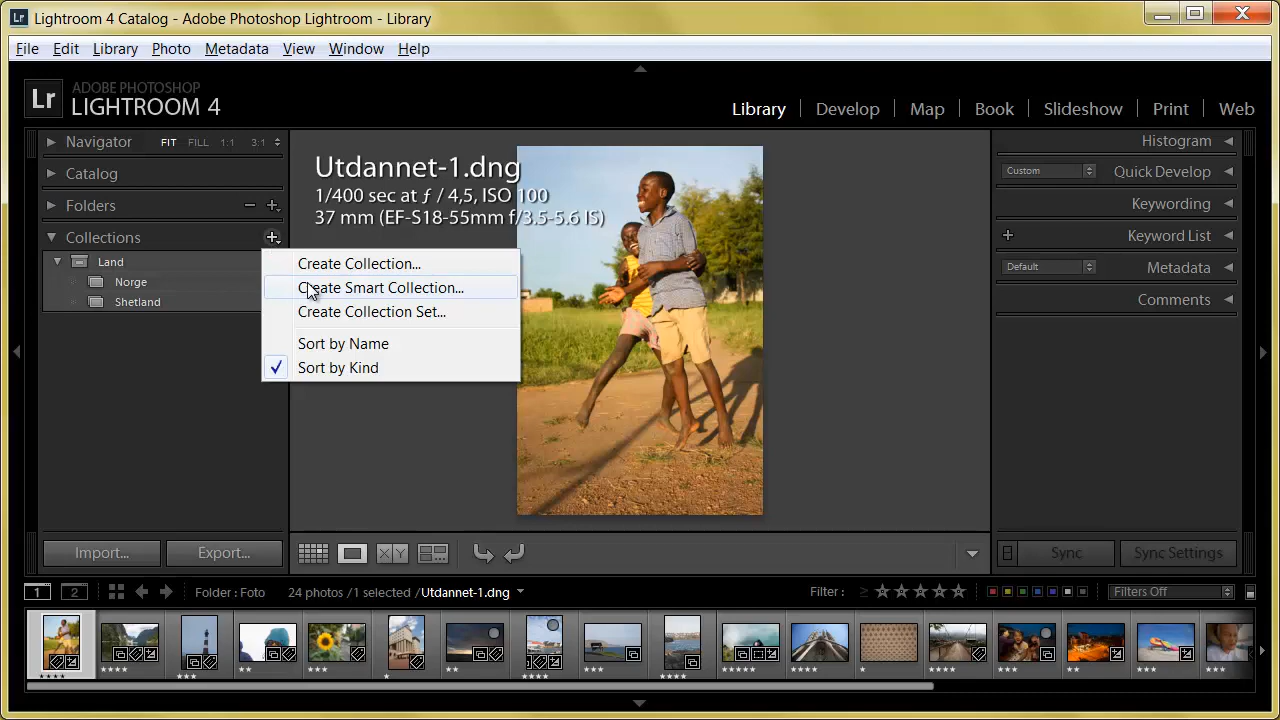 Lr Lightroom 4 Catalog - Adobe Photoshop Lightroom - Library
File Edit Library Photo Metadata View Window Help
Lr ADOBE PHOTOSHOP
LIGHTROOM 4
Library Develop Map Book Slideshow Print Web
Navigator FIT FILL 1:1 3:1
Catalog
Folders
Collections
Land
Norge
Shetland
Create Collection...
Create Smart Collection...
Create Collection Set...
Sort by Name
Sort by Kind
Utdannet-1.dng
1/400 sec at ƒ / 4,5, ISO 100
37 mm (EF-S18-55mm f/3.5-5.6 IS)
Histogram
Custom Quick Develop
Keywording
Keyword List
Default Metadata
Comments
Import... Export...
X Y
Sync Sync Settings
1 2 Folder : Foto 24 photos / 1 selected / Utdannet-1.dng Filter : Filters Off